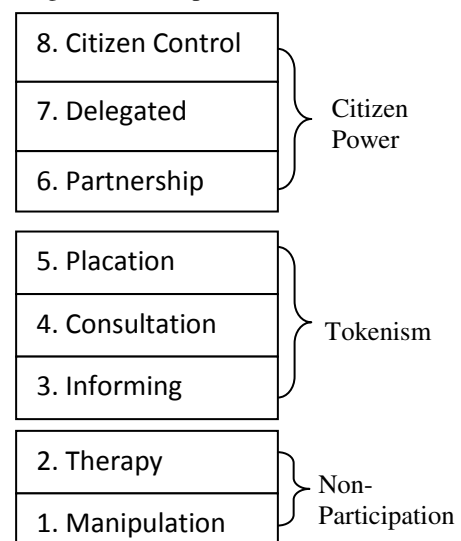 8. Citizen Control
7. Delegated
6. Partnership
Citizen
Power
5. Placation
4. Consultation
3. Informing
Tokenism
2. Therapy
1. Manipulation
Non-
Participation